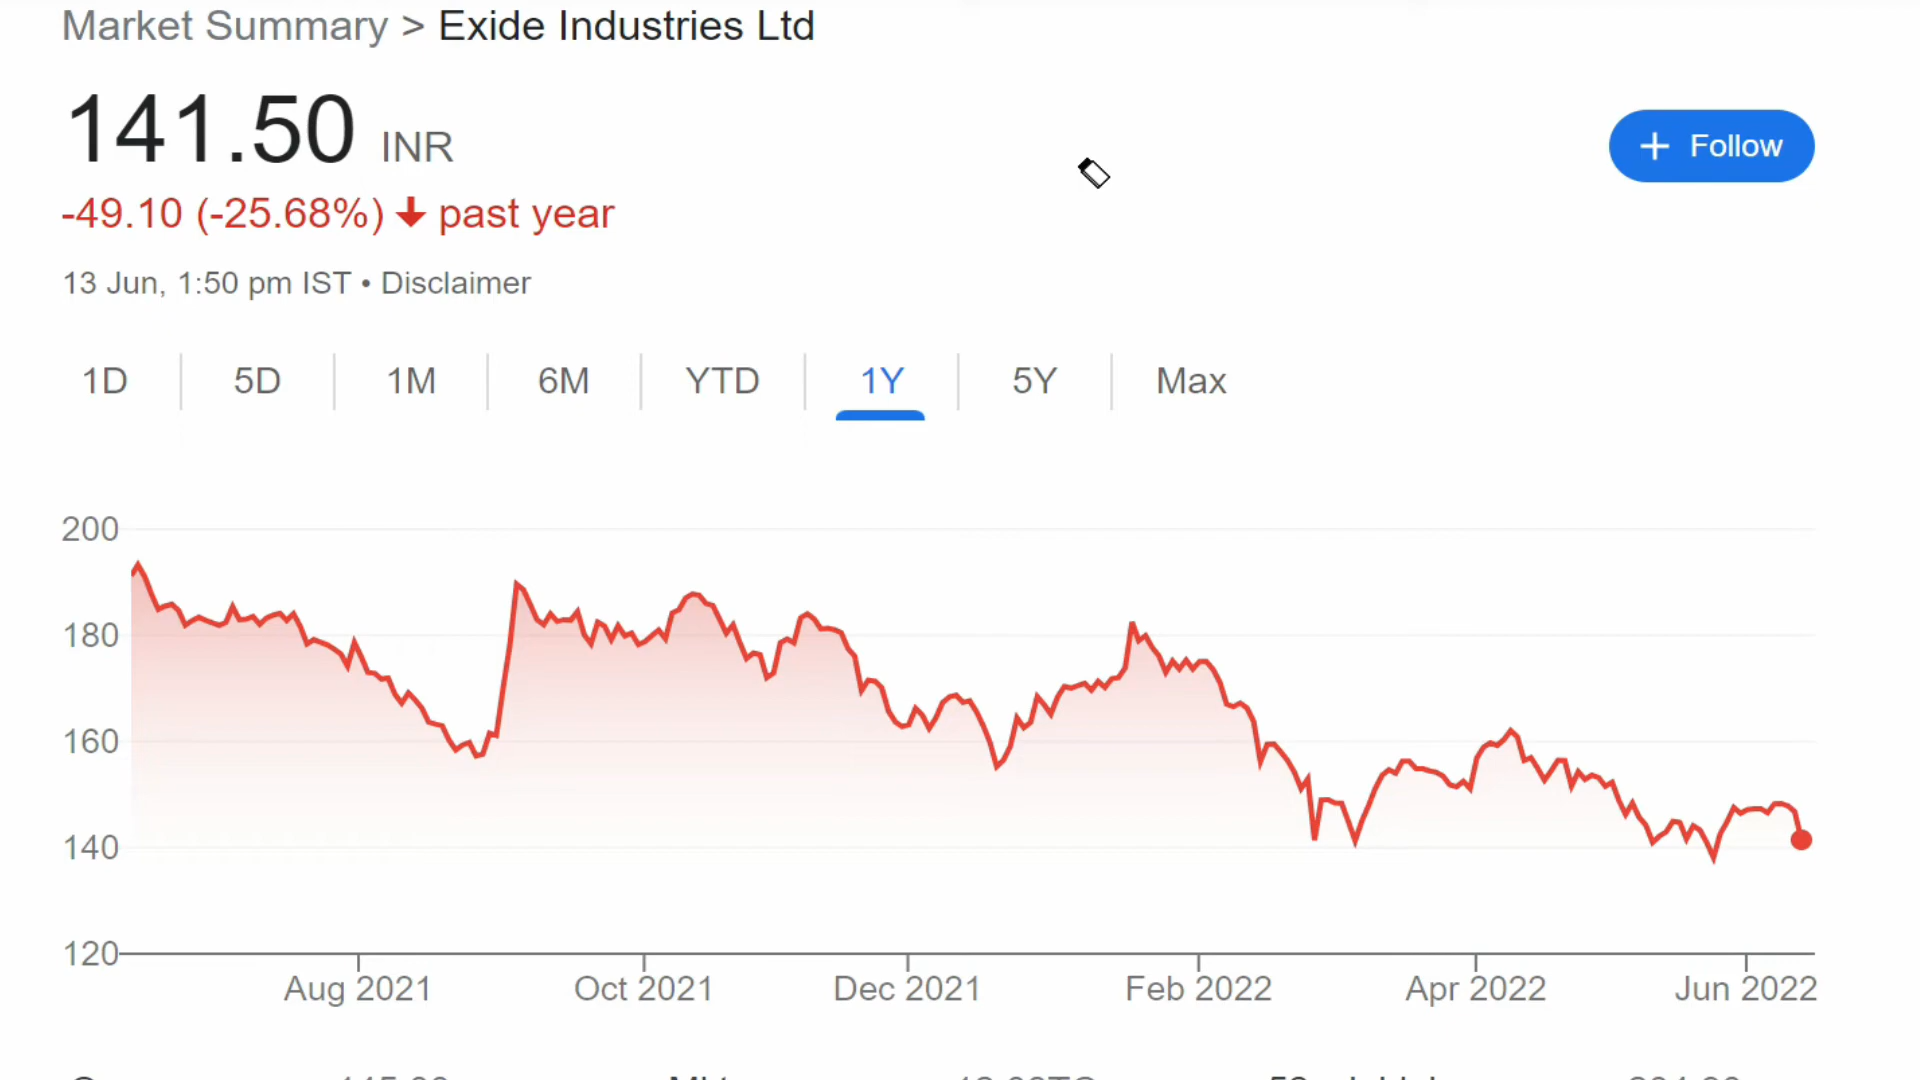 Market Summary > Exide Industries Ltd
141.50 INR
+ Follow
-49.10 (-25.68%) ↓ past year
13 Jun, 1:50 pm IST • Disclaimer
1D 5D 1M 6M YTD 1Y 5Y Max
200
180
160
140
120
Aug 2021 Oct 2021 Dec 2021 Feb 2022 Apr 2022 Jun 2022